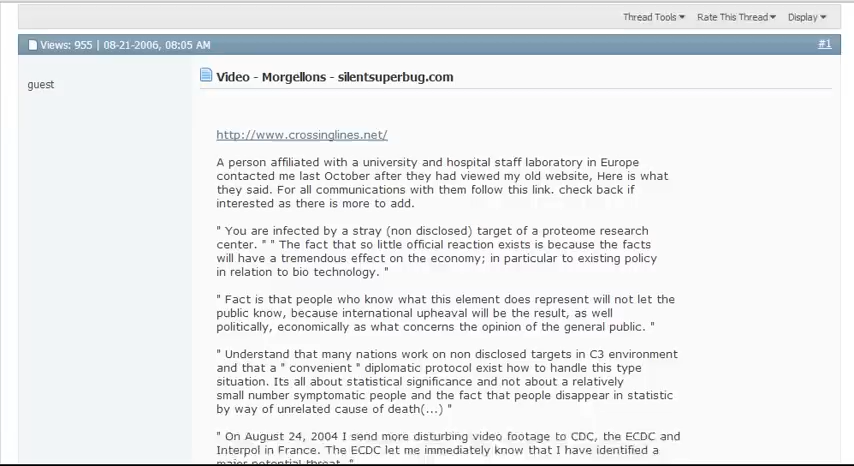 Thread Tools Rate This Thread Display
Views: 955 | 08-21-2006, 08:05 AM #1
guest
Video - Morgellons - silentsuperbug.com
http://www.crossinglines.net/
A person affiliated with a university and hospital staff laboratory in Europe
contacted me last October after they had viewed my old website, Here is what
they said. For all communications with them follow this link. check back if
interested as there is more to add.
" You are infected by a stray (non disclosed) target of a proteome research
center. " " The fact that so little official reaction exists is because the facts
will have a tremendous effect on the economy; in particular to existing policy
in relation to bio technology. "
" Fact is that people who know what this element does represent will not let the
public know, because international upheaval will be the result, as well
politically, economically as what concerns the opinion of the general public. "
" Understand that many nations work on non disclosed targets in C3 environment
and that a " convenient " diplomatic protocol exist how to handle this type
situation. Its all about statistical significance and not about a relatively
small number symptomatic people and the fact that people disappear in statistic
by way of unrelated cause of death(...) "
" On August 24, 2004 I send more disturbing video footage to CDC, the ECDC and
Interpol in France. The ECDC let me immediately know that I have identified a
major potential threat. "